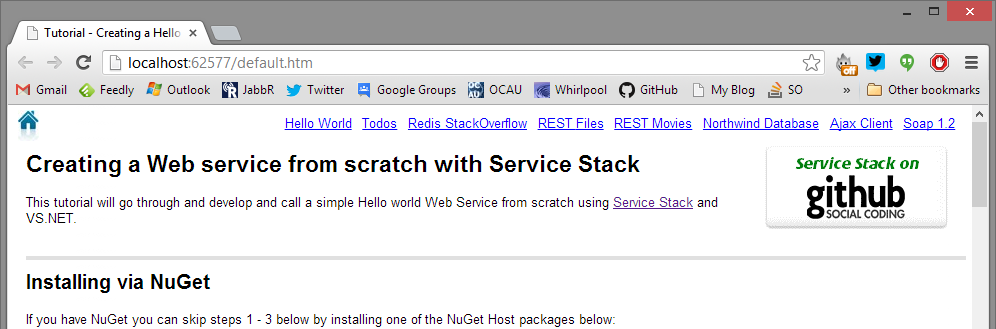 Tutorial - Creating a Hello
localhost:62577/default.htm
off
Gmail Feedly Outlook JabbR Twitter Google Groups OCAU Whirlpool GitHub My Blog SO » Other bookmarks
Hello World Todos Redis StackOverflow REST Files REST Movies Northwind Database Ajax Client Soap 1.2
Creating a Web service from scratch with Service Stack
This tutorial will go through and develop and call a simple Hello world Web Service from scratch using Service Stack and
VS.NET.
Service Stack on
github
SOCIAL CODING
Installing via NuGet
If you have NuGet you can skip steps 1 - 3 below by installing one of the NuGet Host packages below: